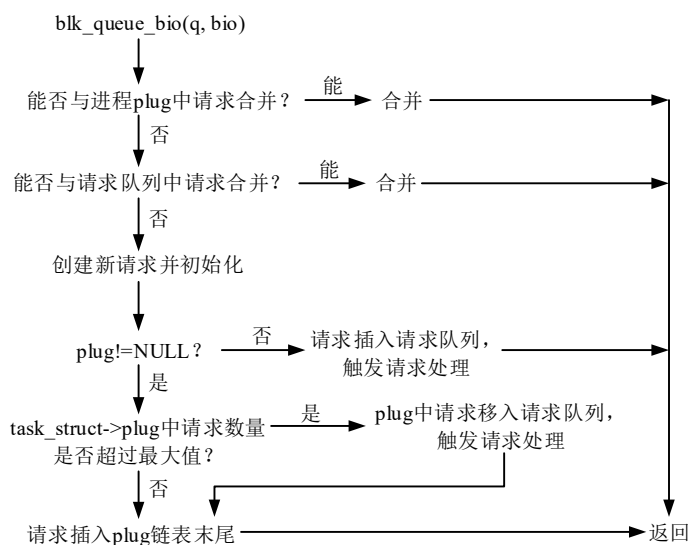 blk_queue_bio(q, bio)
能否与进程plug中请求合并？ 能 合并
否
能否与请求队列中请求合并？ 能 合并
否
创建新请求并初始化
plug!=NULL？ 否 请求插入请求队列，
触发请求处理
是
task_struct->plug中请求数量
是否超过最大值？
是
plug中请求移入请求队列，
触发请求处理
否
请求插入plug链表末尾
返回